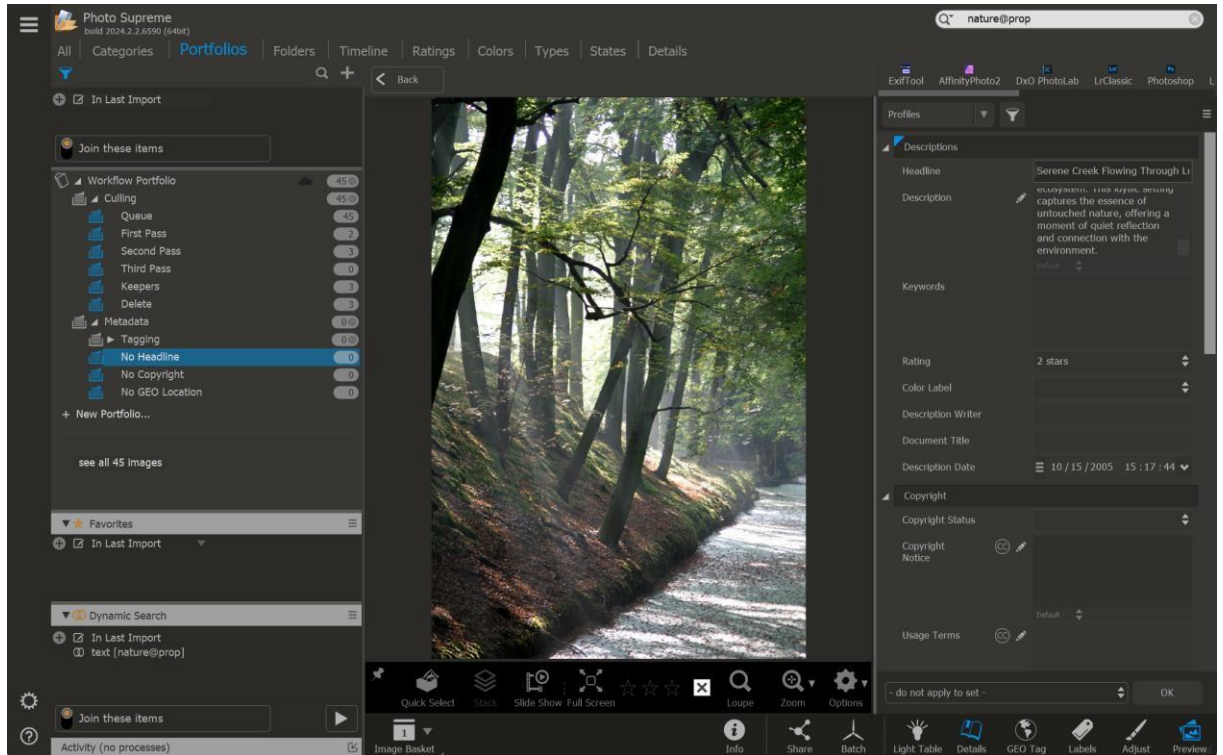 Photo Supreme
build 2024.2.2.6590 (64bit)
nature@prop
All Categories Portfolios Folders Timeline Ratings Colors Types States Details
In Last Import
Join these items
Workflow Portfolio 45
Culling 45
Queue 45
First Pass 2
Second Pass 3
Third Pass 0
Keepers 3
Delete 3
Metadata 0
Tagging 0
No Headline 0
No Copyright 0
No GEO Location 0
+ New Portfolio...
see all 45 images
Favorites
In Last Import
Dynamic Search
In Last Import
text [nature@prop]
Join these items
Activity (no processes)
Back
Quick Select Stack Slide Show Full Screen Loupe Zoom Options
1
Image Basket Info Share Batch Light Table Details GEO Tag Labels Adjust Preview
ExifTool AffinityPhoto2 DxO PhotoLab LrClassic Photoshop L
Profiles
Descriptions
Headline Serene Creek Flowing Through Lu
Description ecosystem. This idyllic setting
captures the essence of
untouched nature, offering a
moment of quiet reflection
and connection with the
environment.
Default
Keywords
Rating 2 stars
Color Label
Description Writer
Document Title
Description Date 10/15/2005 15:17:44
Copyright
Copyright Status
Copyright
Notice
Default
Usage Terms
- do not apply to set - OK